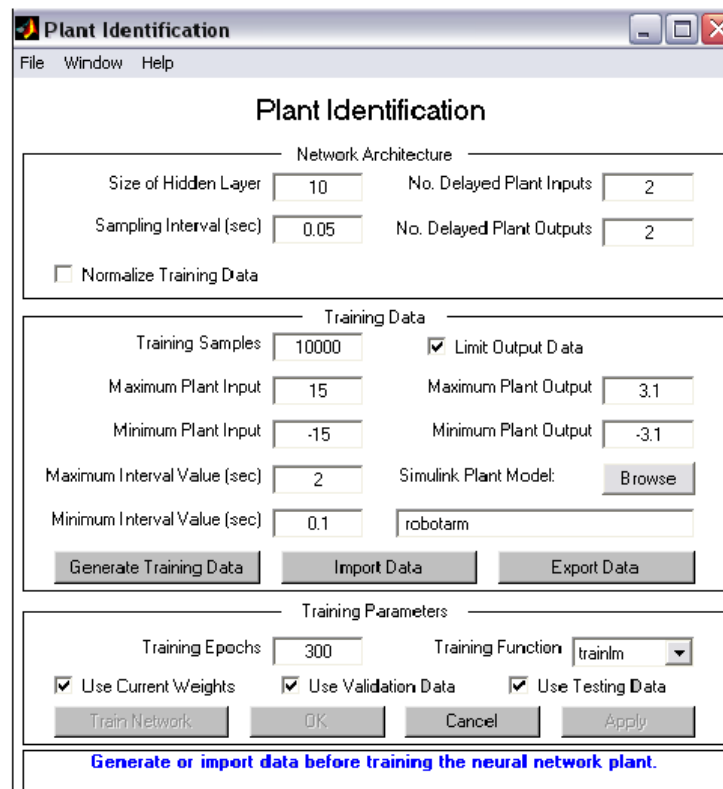 Plant Identification
File Window Help
Plant Identification
Network Architecture
Size of Hidden Layer 10 No. Delayed Plant Inputs 2
Sampling Interval (sec) 0.05 No. Delayed Plant Outputs 2
Normalize Training Data
Training Data
Training Samples 10000 Limit Output Data
Maximum Plant Input 15 Maximum Plant Output 3.1
Minimum Plant Input -15 Minimum Plant Output -3.1
Maximum Interval Value (sec) 2 Simulink Plant Model: Browse
Minimum Interval Value (sec) 0.1 robotarm
Generate Training Data Import Data Export Data
Training Parameters
Training Epochs 300 Training Function trainlm
Use Current Weights Use Validation Data Use Testing Data
Train Network OK Cancel Apply
Generate or import data before training the neural network plant.